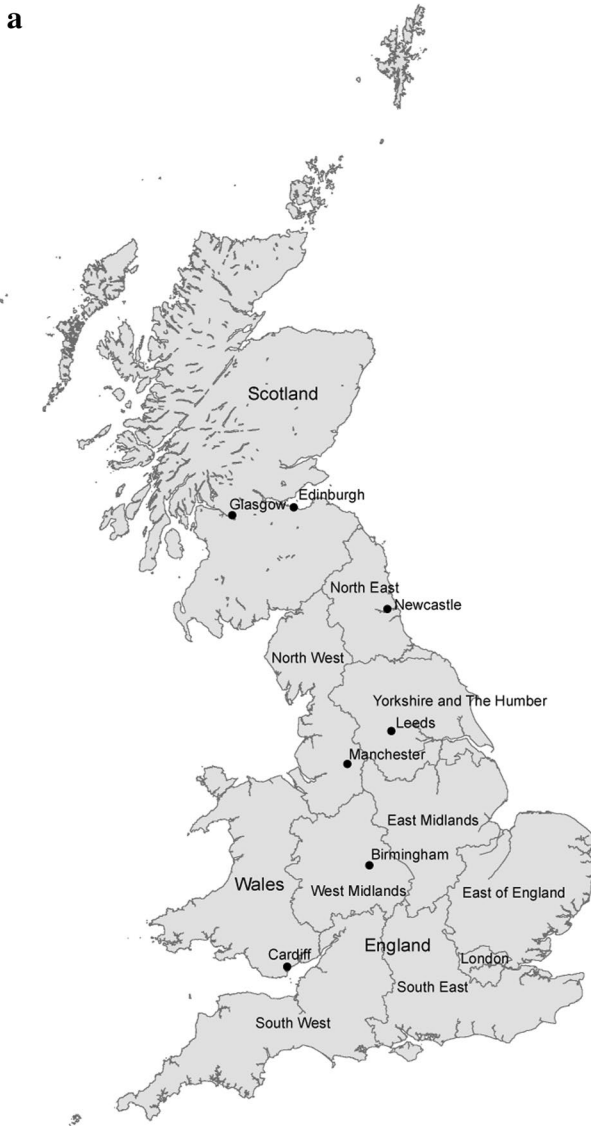 a
Scotland
Edinburgh
Glasgow
North East
Newcastle
North West
Yorkshire and The Humber
Leeds
Manchester
East Midlands
Birmingham
Wales
West Midlands
East of England
England
Cardiff
London
South East
South West